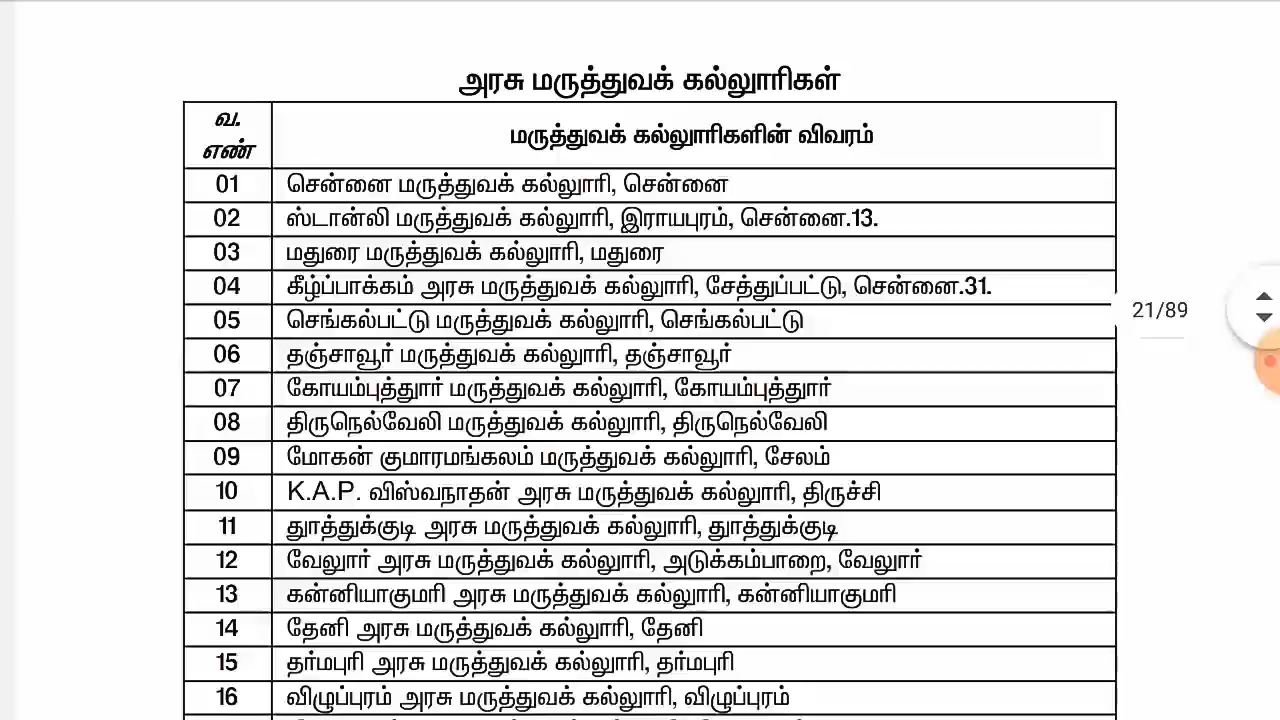 அரசு மருத்துவக் கல்லூரிகள்
வ.
எண்
மருத்துவக் கல்லூரிகளின் விவரம்
01 சென்னை மருத்துவக் கல்லூரி, சென்னை
02 ஸ்டான்லி மருத்துவக் கல்லூரி, இராயபுரம், சென்னை.13.
03 மதுரை மருத்துவக் கல்லூரி, மதுரை
04 கீழ்ப்பாக்கம் அரசு மருத்துவக் கல்லூரி, சேத்துப்பட்டு, சென்னை.31.
21/89
05 செங்கல்பட்டு மருத்துவக் கல்லூரி, செங்கல்பட்டு
06 தஞ்சாவூர் மருத்துவக் கல்லூரி, தஞ்சாவூர்
07 கோயம்புத்தூர் மருத்துவக் கல்லூரி, கோயம்புத்தூர்
08 திருநெல்வேலி மருத்துவக் கல்லூரி, திருநெல்வேலி
09 மோகன் குமாரமங்கலம் மருத்துவக் கல்லூரி, சேலம்
10 K.A.P. விஸ்வநாதன் அரசு மருத்துவக் கல்லூரி, திருச்சி
11 தூத்துக்குடி அரசு மருத்துவக் கல்லூரி, தூத்துக்குடி
12 வேலூர் அரசு மருத்துவக் கல்லூரி, அடுக்கம்பாறை, வேலூர்
13 கன்னியாகுமரி அரசு மருத்துவக் கல்லூரி, கன்னியாகுமரி
14 தேனி அரசு மருத்துவக் கல்லூரி, தேனி
15 தர்மபுரி அரசு மருத்துவக் கல்லூரி, தர்மபுரி
16 விழுப்புரம் அரசு மருத்துவக் கல்லூரி, விழுப்புரம்